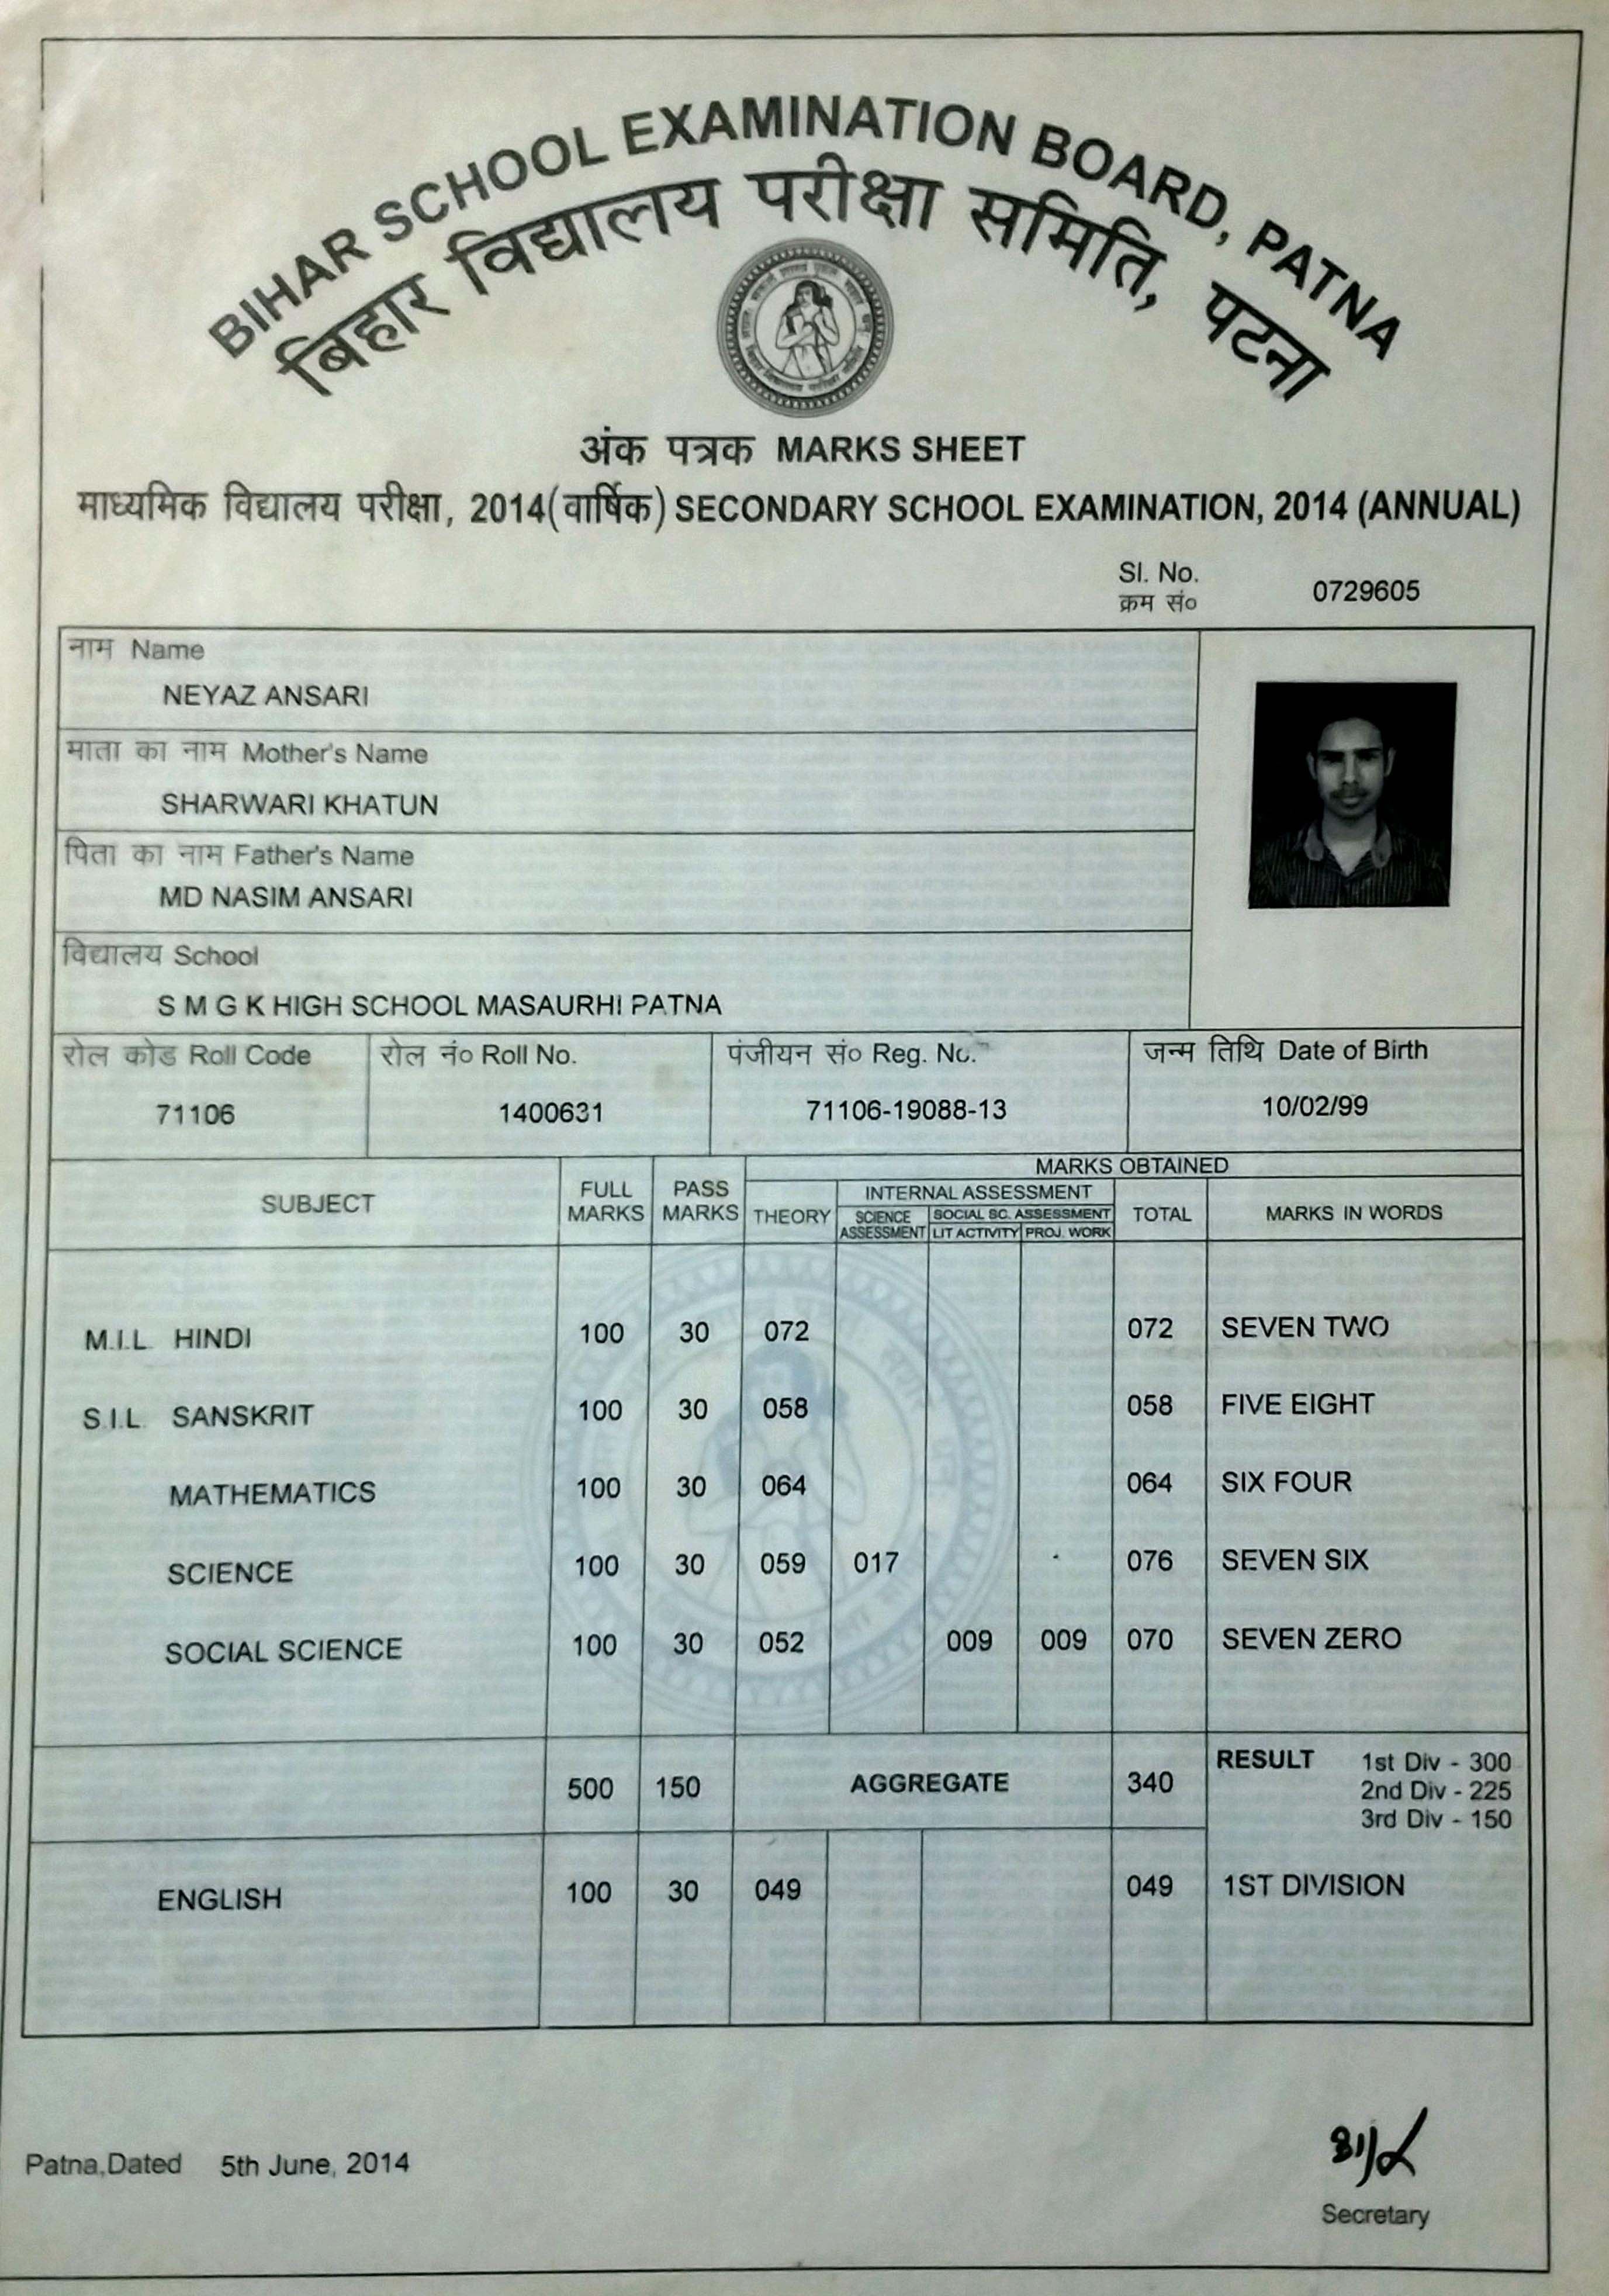 BIHAR SCHOOL EXAMINATION BOARD, PATNA
बिहार विद्यालय परीक्षा समिति, पटना
अंक पत्रक MARKS SHEET
माध्यमिक विद्यालय परीक्षा, 2014(वार्षिक) SECONDARY SCHOOL EXAMINATION, 2014 (ANNUAL)
Sl. No.
क्रम सं० 0729605
नाम Name
NEYAZ ANSARI
माता का नाम Mother's Name
SHARWARI KHATUN
पिता का नाम Father's Name
MD NASIM ANSARI
विद्यालय School
S M G K HIGH SCHOOL MASAURHI PATNA
रोल कोड Roll Code रोल नं० Roll No. पंजीयन सं० Reg. No. जन्म तिथि Date of Birth
71106 1400631 71106-19088-13 10/02/99
MARKS OBTAINED
SUBJECT FULL MARKS PASS MARKS THEORY INTERNAL ASSESSMENT TOTAL MARKS IN WORDS
SCIENCE ASSESSMENT SOCIAL SC. ASSESSMENT
LIT ACTIVITY PROJ. WORK
M.I.L. HINDI 100 30 072 072 SEVEN TWO
S.I.L. SANSKRIT 100 30 058 058 FIVE EIGHT
MATHEMATICS 100 30 064 064 SIX FOUR
SCIENCE 100 30 059 017 076 SEVEN SIX
SOCIAL SCIENCE 100 30 052 009 009 070 SEVEN ZERO
500 150 AGGREGATE 340 RESULT 1st Div - 300
2nd Div - 225
3rd Div - 150
ENGLISH 100 30 049 049 1ST DIVISION
Patna,Dated 5th June, 2014
Secretary